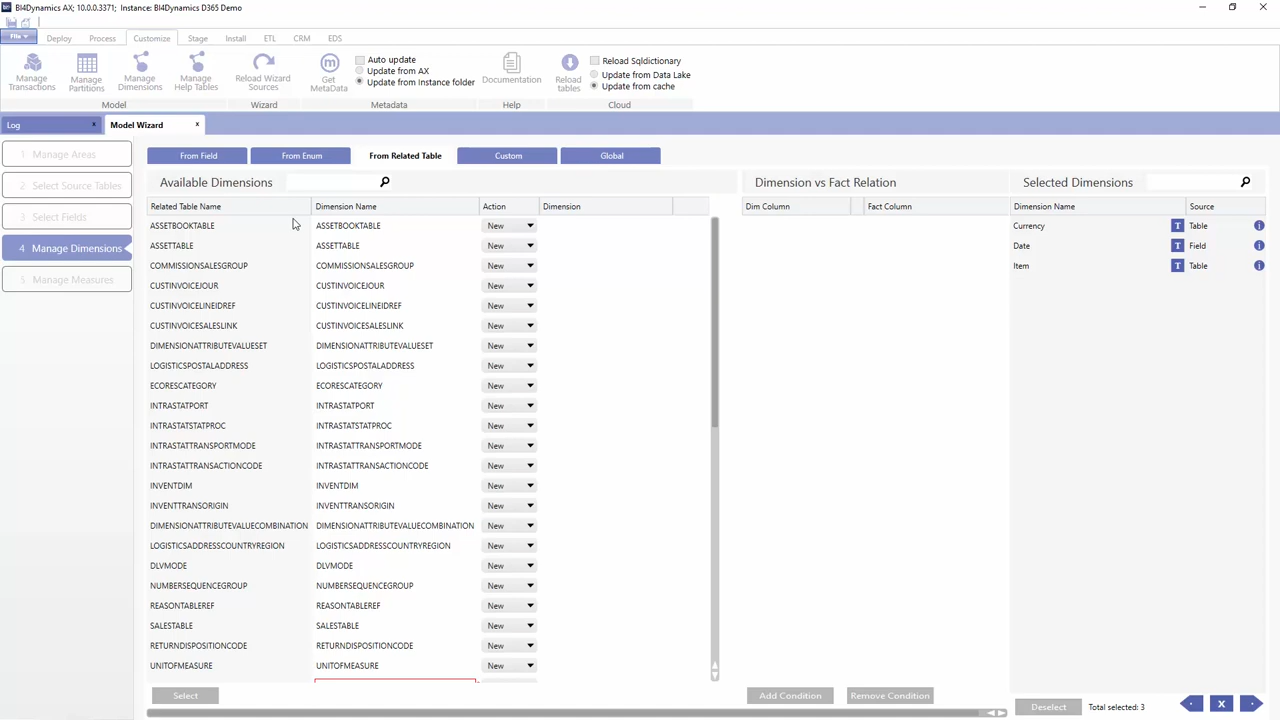 BI4Dynamics AX; 10.0.0.3371; Instance: BI4Dynamics D365 Demo
File Deploy Process Customize Stage Install ETL CRM EDS
Manage Transactions
Manage Partitions
Manage Dimensions
Manage Help Tables
Model
Reload Wizard Sources
Wizard
Get MetaData
Auto update
Update from AX
Update from Instance folder
Metadata
Documentation
Help
Reload tables
Reload Sqldictionary
Update from Data Lake
Update from cache
Cloud
Log x Model Wizard x
1 Manage Areas
2 Select Source Tables
3 Select Fields
4 Manage Dimensions
5 Manage Measures
From Field From Enum From Related Table Custom Global
Available Dimensions Dimension vs Fact Relation Selected Dimensions
Related Table Name Dimension Name Action Dimension Dim Column Fact Column Dimension Name Source
ASSETBOOKTABLE ASSETBOOKTABLE New Currency T Table i
ASSETTABLE ASSETTABLE New Date T Field i
COMMISSIONSALESGROUP COMMISSIONSALESGROUP New Item T Table i
CUSTINVOICEJOUR CUSTINVOICEJOUR New
CUSTINVOICELINEIDREF CUSTINVOICELINEIDREF New
CUSTINVOICESALESLINK CUSTINVOICESALESLINK New
DIMENSIONATTRIBUTEVALUESET DIMENSIONATTRIBUTEVALUESET New
LOGISTICSPOSTALADDRESS LOGISTICSPOSTALADDRESS New
ECORESCATEGORY ECORESCATEGORY New
INTRASTATPORT INTRASTATPORT New
INTRASTATSTATPROC INTRASTATSTATPROC New
INTRASTATTRANSPORTMODE INTRASTATTRANSPORTMODE New
INTRASTATTRANSACTIONCODE INTRASTATTRANSACTIONCODE New
INVENTDIM INVENTDIM New
INVENTTRANSORIGIN INVENTTRANSORIGIN New
DIMENSIONATTRIBUTEVALUECOMBINATION DIMENSIONATTRIBUTEVALUECOMBINATION New
LOGISTICSADDRESSCOUNTRYREGION LOGISTICSADDRESSCOUNTRYREGION New
DLVMODE DLVMODE New
NUMBERSEQUENCEGROUP NUMBERSEQUENCEGROUP New
REASONTABLEREF REASONTABLEREF New
SALESTABLE SALESTABLE New
RETURNDISPOSITIONCODE RETURNDISPOSITIONCODE New
UNITOFMEASURE UNITOFMEASURE New
Select Add Condition Remove Condition Deselect Total selected: 3 X